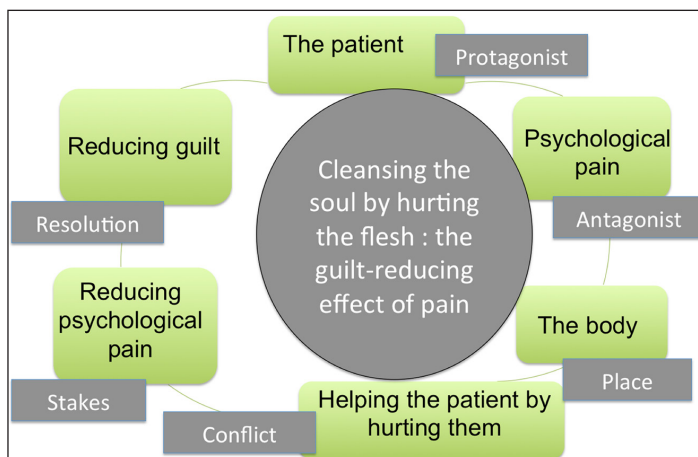 The patient
Protagonist
Psychological
pain
Antagonist
The body
Place
Helping the patient by
hurting them
Conflict
Reducing
psychological
pain
Stakes
Reducing guilt
Resolution
Cleansing the
soul by hurting
the flesh : the
guilt-reducing
effect of pain